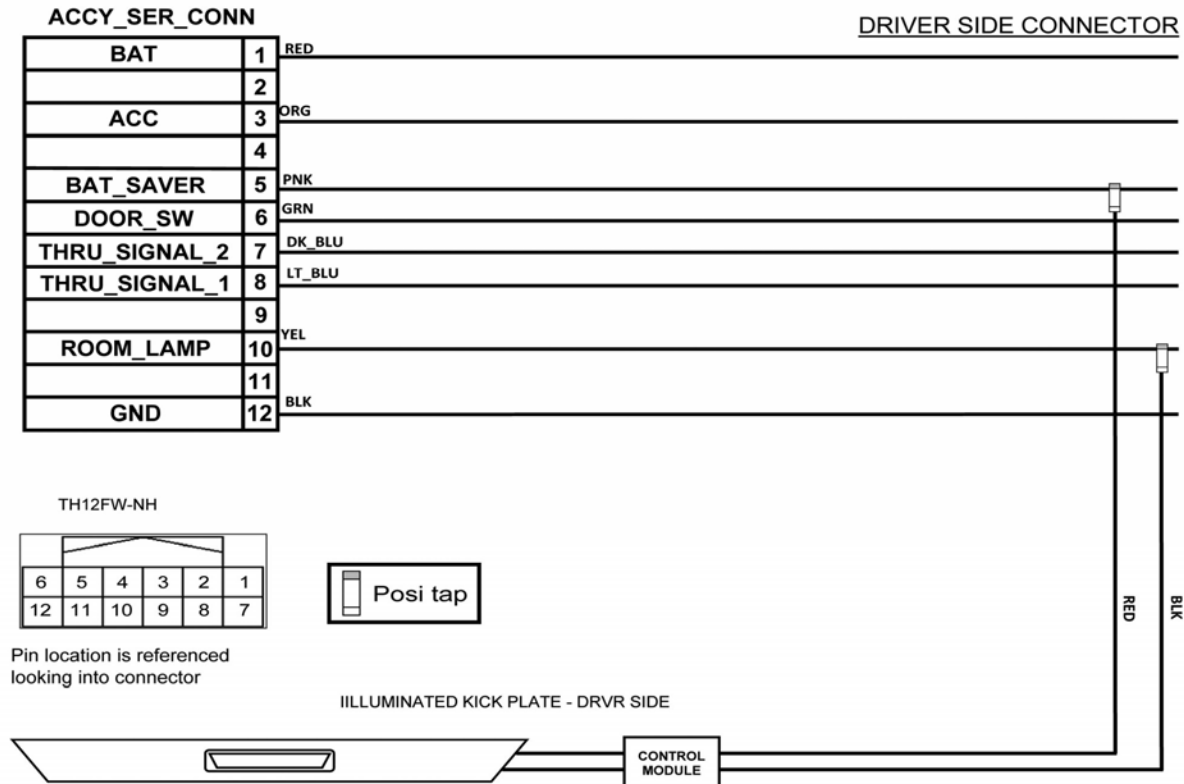 ACCY_SER_CONN
DRIVER SIDE CONNECTOR
BAT 1 RED
2
ACC 3 ORG
4
BAT_SAVER 5 PNK
DOOR_SW 6 GRN
THRU_SIGNAL_2 7 DK_BLU
THRU_SIGNAL_1 8 LT_BLU
9
ROOM_LAMP 10 YEL
11
GND 12 BLK
TH12FW-NH
6 5 4 3 2 1
12 11 10 9 8 7
Posi tap
RED
BLK
Pin location is referenced
looking into connector
IILLUMINATED KICK PLATE - DRVR SIDE
CONTROL
MODULE